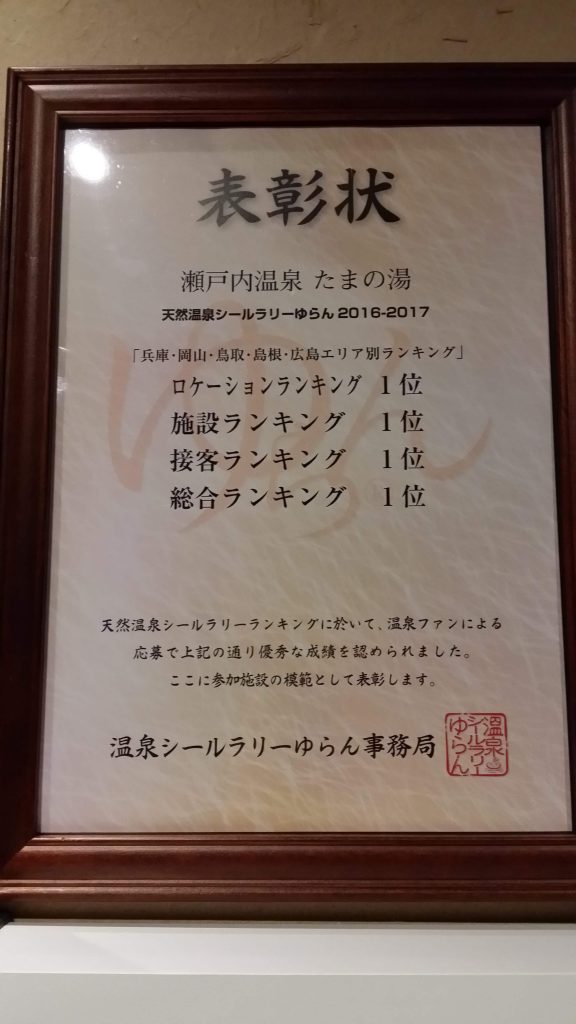 表彰状
瀬戸内温泉 たまの湯
天然温泉シールラリーゆらん 2016-2017
「兵庫・岡山・鳥取・島根・広島エリア別ランキング」
ロケーションランキング 1位
施設ランキング 1位
接客ランキング 1位
総合ランキング 1位
天然温泉シールラリーランキングに於いて、温泉ファンによる
応募で上記の通り優秀な成績を認められました。
ここに参加施設の模範として表彰します。
温泉シールラリーゆらん事務局
温泉
シールラリー
ゆらん
ゆらん